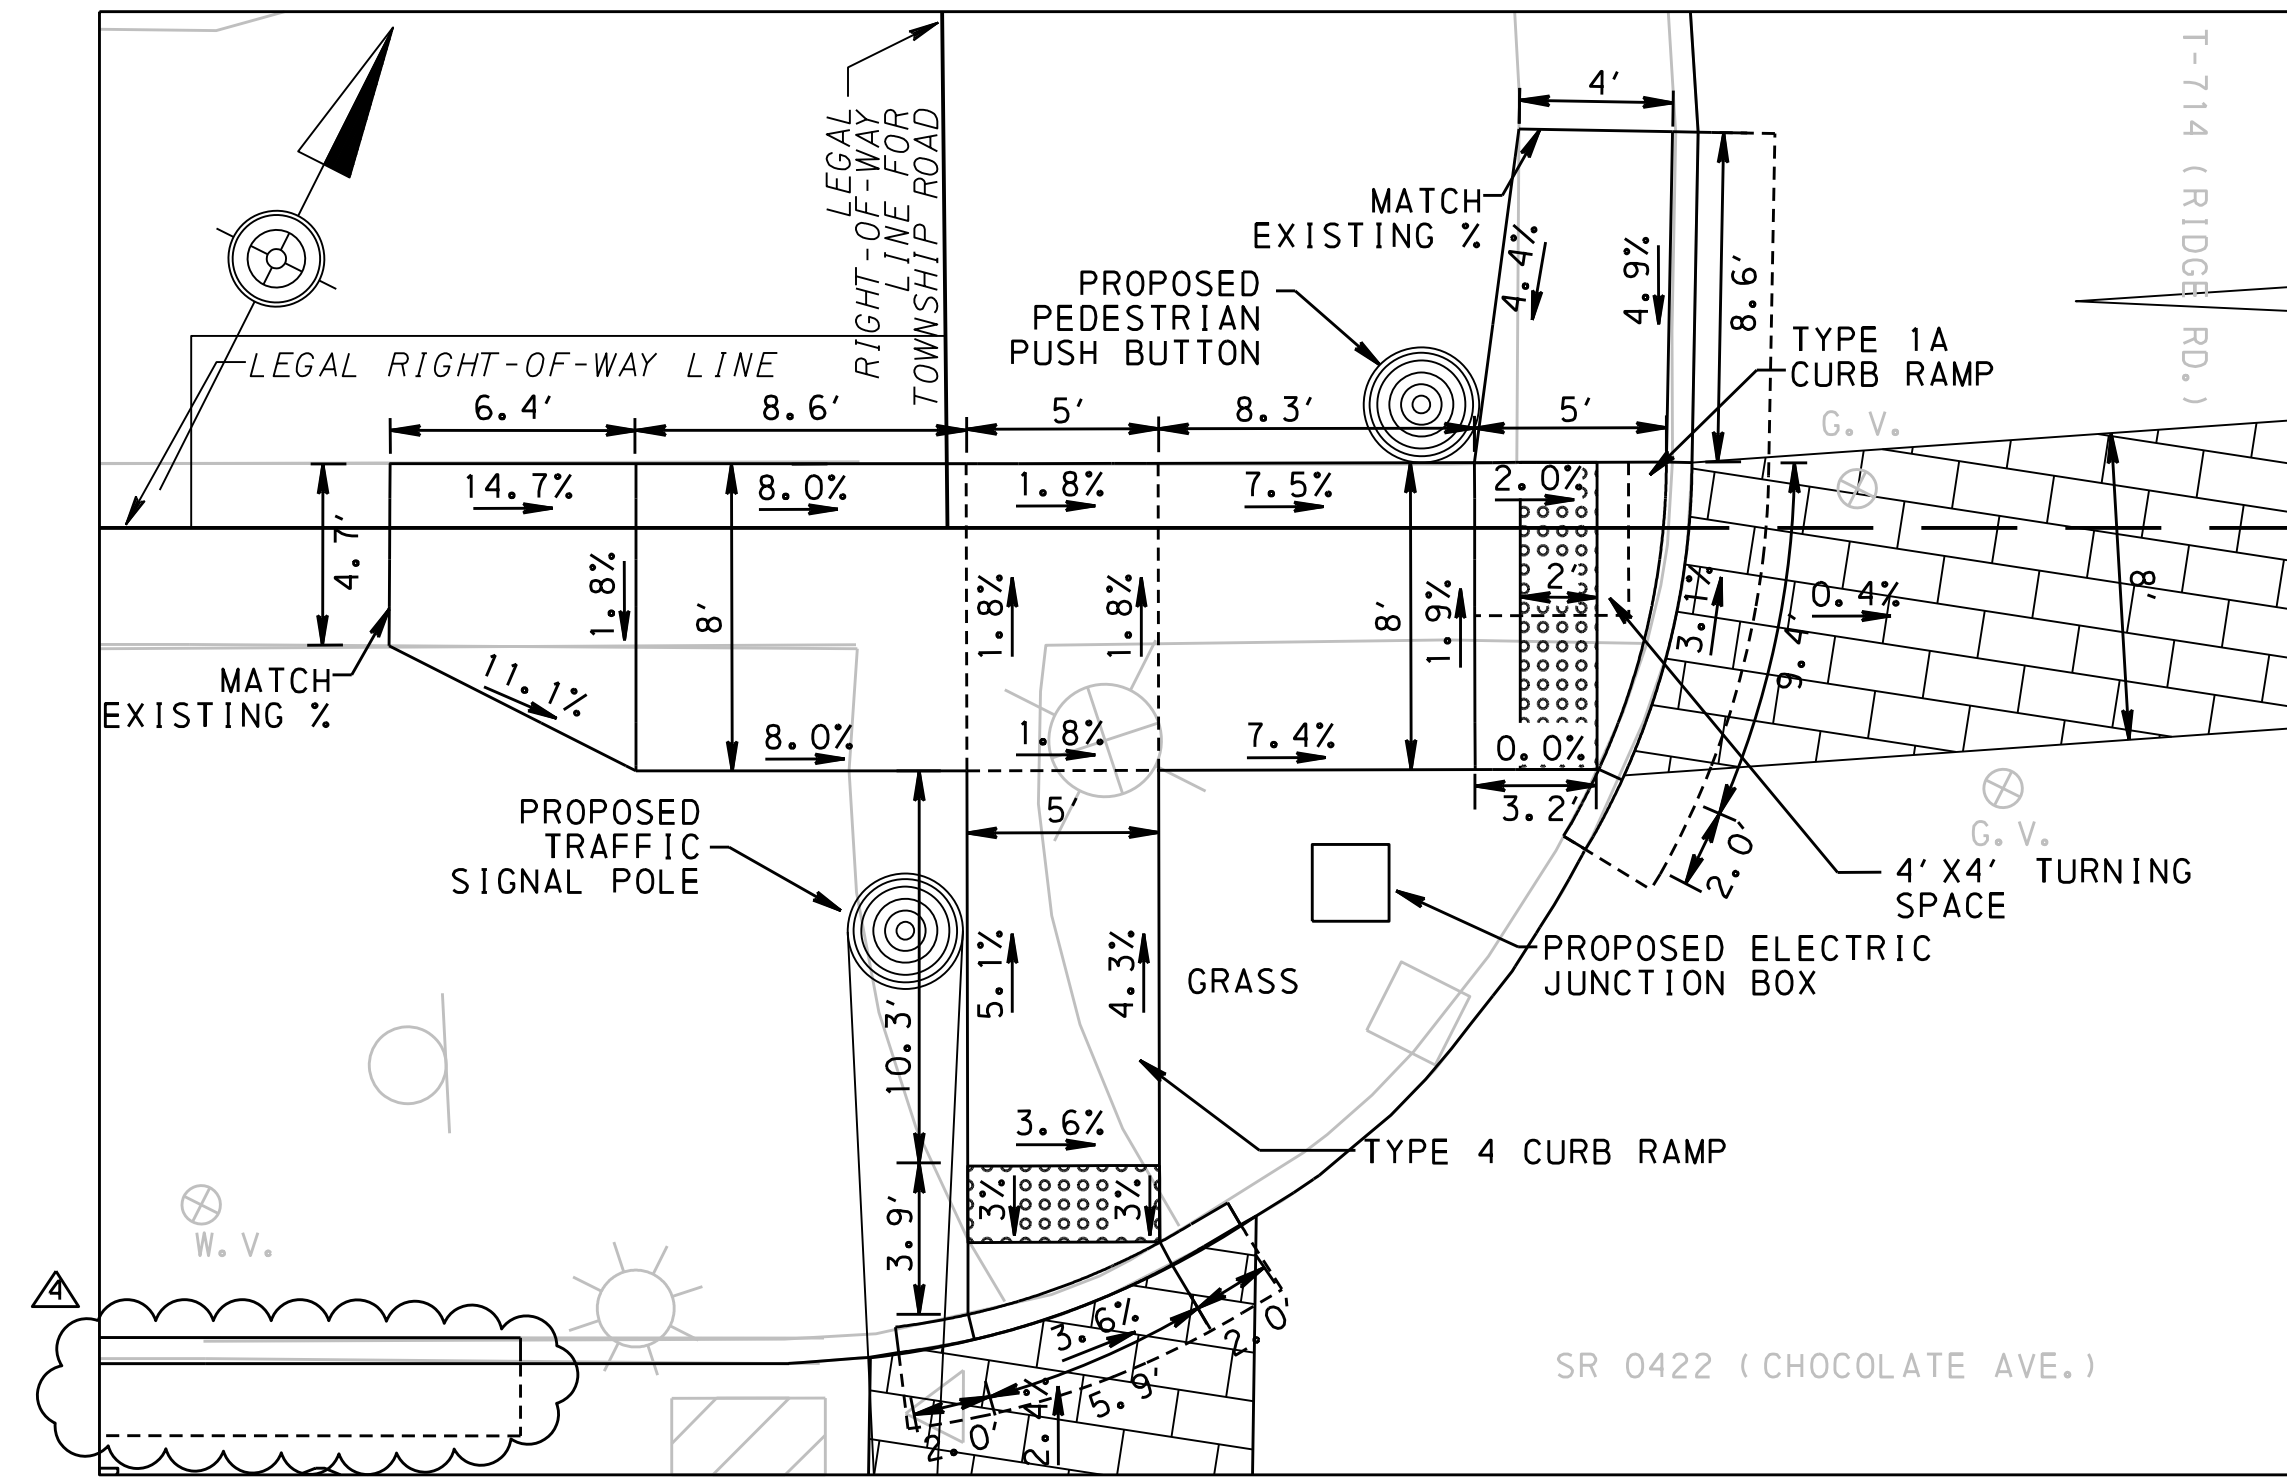 T-714 (RIDGE RD.)
4'
LEGAL
RIGHT-OF-WAY
LINE FOR
TOWNSHIP ROAD
MATCH
EXISTING %
4.4%
4.9%
8.6'
PROPOSED
PEDESTRIAN
PUSH BUTTON
TYPE 1A
CURB RAMP
LEGAL RIGHT-OF-WAY LINE
6.4'
8.6'
5'
8.3'
5'
G.V.
14.7%
8.0%
1.8%
7.5%
2.0%
4.7'
1.8%
8'
1.8%
1.8%
8'
1.9%
2'
3.1%
9.4'
0.4%
8'
MATCH
EXISTING %
11.1%
8.0%
1.8%
7.4%
0.0%
3.2'
5'
PROPOSED
TRAFFIC
SIGNAL POLE
2.0'
G.V.
4'X4' TURNING
SPACE
PROPOSED ELECTRIC
JUNCTION BOX
5.1%
4.3%
GRASS
10.3'
3.6%
TYPE 4 CURB RAMP
3%
3%
3.9'
W.V.
4
3.6%
2.0'
5.9'
2.0'
2.4%
SR 0422 (CHOCOLATE AVE.)